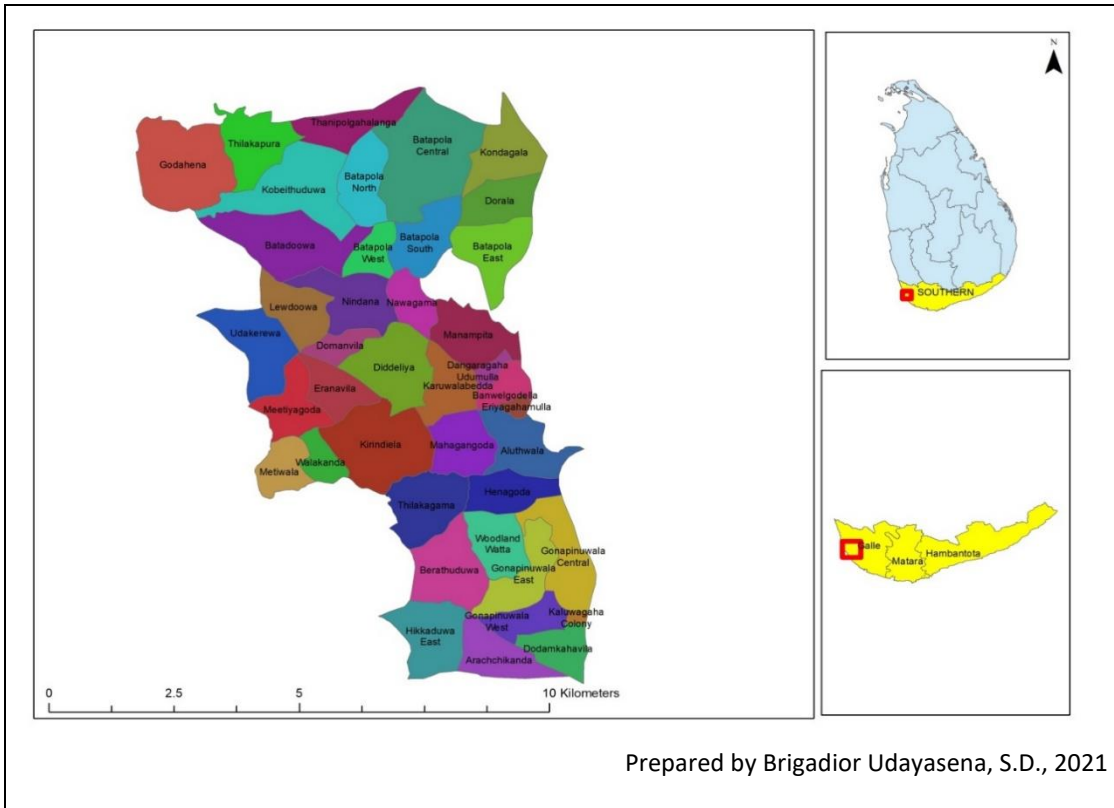 Thanipolgahalanga
Thilakapura
Batapola
Central
Kondagala
Godahena
Batapola
North
Kobeithuduwa
Dorala
Batadoowa
Batapola
West
Batapola
South
Batapola
East
Nindana
Nawagama
Lewdoowa
Udakerewa
Manampita
Domanvila
Diddeliya
Dangaragaha
Udumulla
Eranavila
Karuwalabedda
Banwelgodella
Eriyagahamulla
Meetiyagoda
Kirindiela
Mahagangoda
Aluthwala
Walakanda
Metiwala
Thilakagama
Henagoda
Woodland
Watta
Gonapinuwala
Central
Berathuduwa
Gonapinuwala
East
Gonapinuwala
West
Kaluwagaha
Colony
Hikkaduwa
East
Dodamkahavila
Arachchikanda
0 2.5 5 10 Kilometers
N
SOUTHERN
Galle
Matara
Hambantota
Prepared by Brigadior Udayasena, S.D., 2021